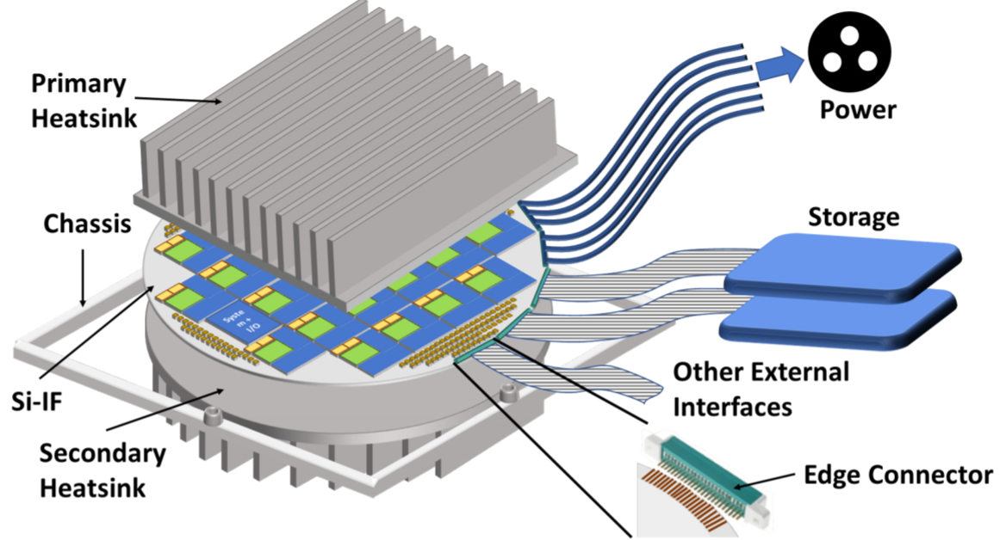 Primary
Heatsink
Power
Chassis
Storage
Syste
m +
I/O
Si-IF
Other External
Interfaces
Secondary
Heatsink
Edge Connector